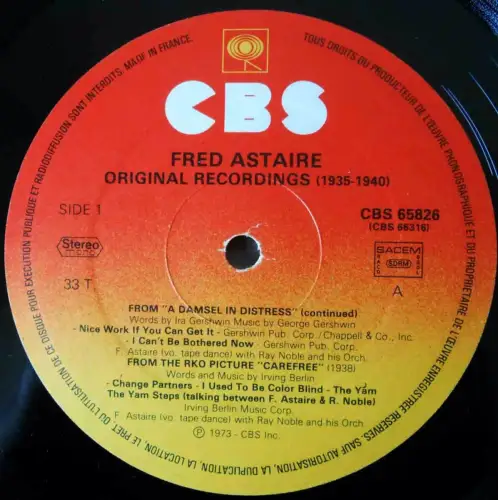 TOUS DROITS DU PRODUCTEUR DE L'ŒUVRE PHONOGRAPHIQUE ET DU PROPRIETAIRE DE L'ŒUVRE ENREGISTREE RESERVES. SAUF AUTORISATION, LA DUPLICATION, LA LOCATION, LE PRET OU L'UTILISATION DE CE DISQUE POUR EXECUTION PUBLIQUE ET RADIODIFFUSION SONT INTERDITS. MADE IN FRANCE.
CBS
FRED ASTAIRE
ORIGINAL RECORDINGS (1935-1940)
SIDE 1
CBS 65826
(CBS 66316)
Stereo
mono
SACEM
SDRM
33 T
A
FROM "A DAMSEL IN DISTRESS" (continued)
Words by Ira Gershwin Music by George Gershwin
- Nice Work If You Can Get It - Gershwin Pub. Corp./Chappell & Co., Inc.
- I Can't Be Bothered Now - Gershwin Pub. Corp.
F. Astaire (vo. tape dance) with Ray Noble and his Orch.
FROM THE RKO PICTURE "CAREFREE" (1938)
Words and Music by Irving Berlin
- Change Partners - I Used To Be Color Blind - The Yam
The Yam Steps (talking between F. Astaire & R. Noble)
Irving Berlin Music Corp.
F. Astaire (vo. tape dance) with Ray Noble and his Orch.
Ⓟ 1973 - CBS Inc.